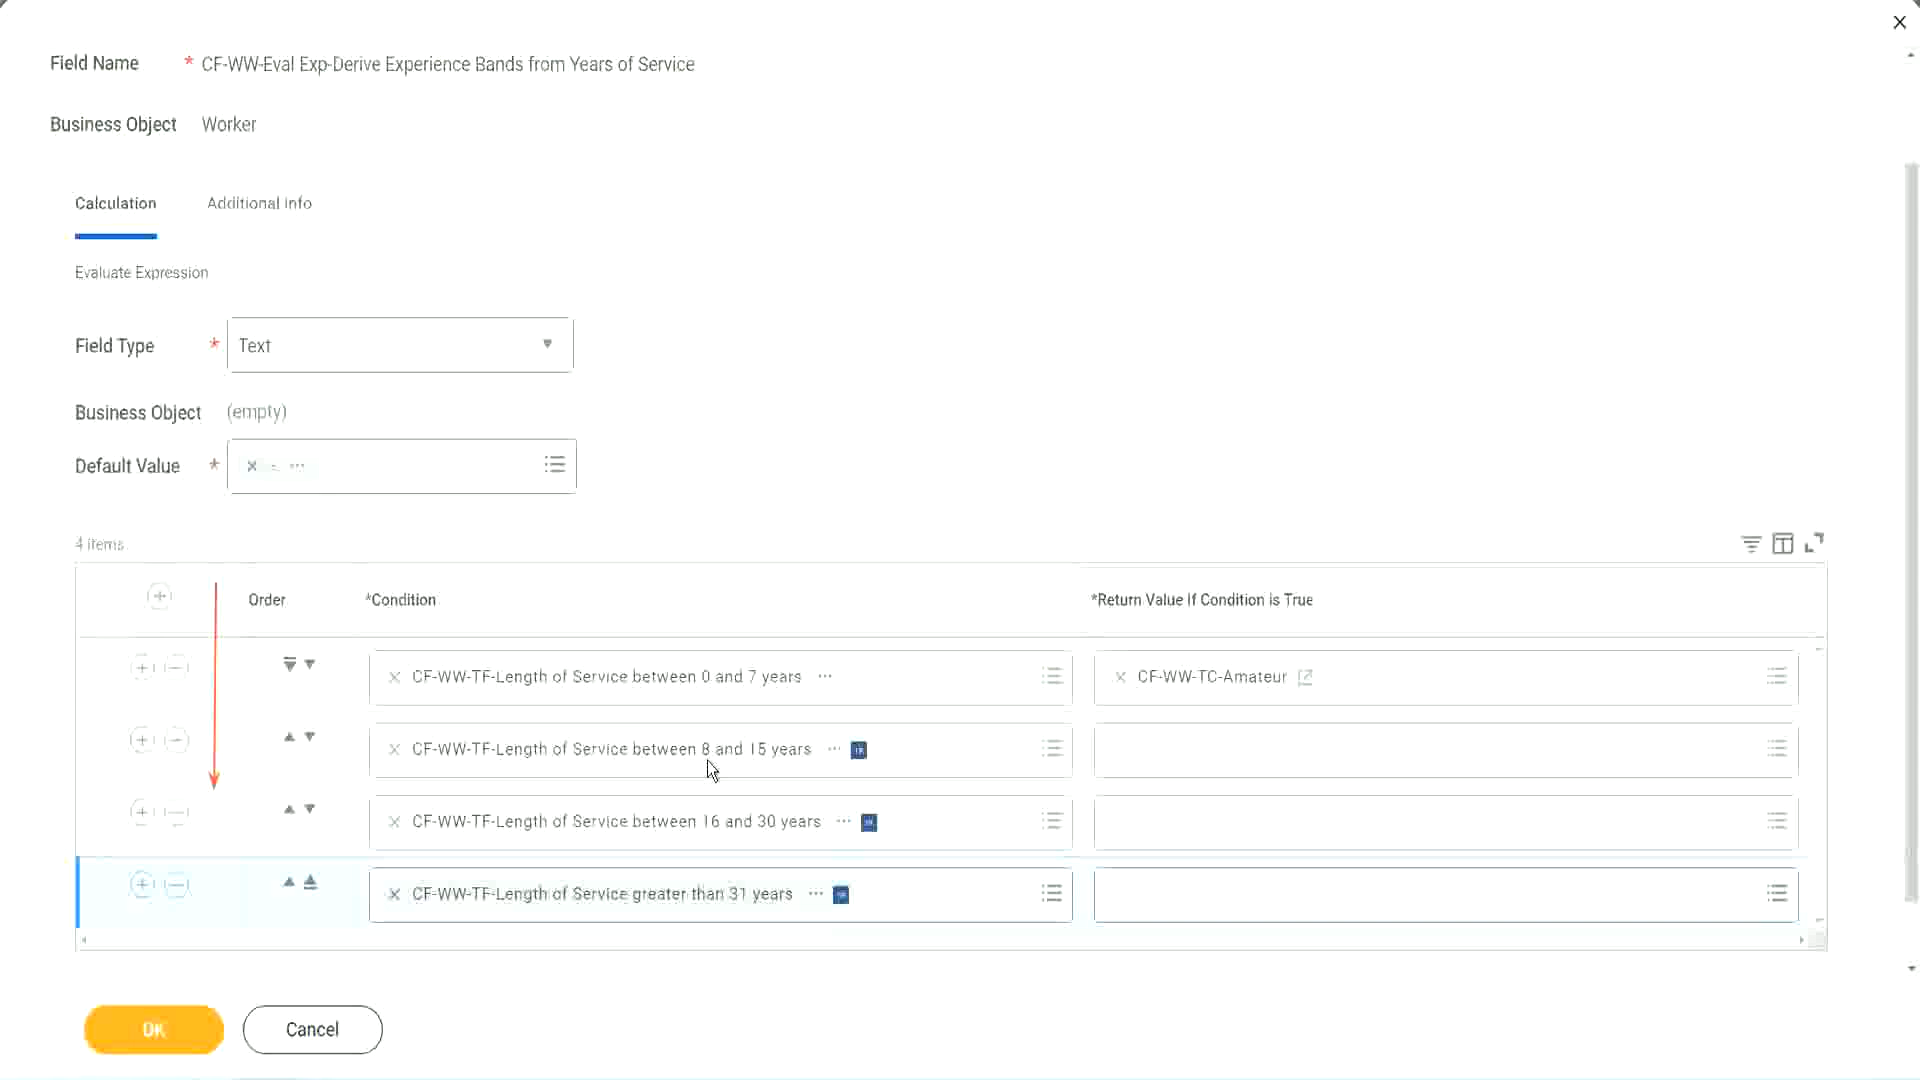 Field Name * CF-WW-Eval Exp-Derive Experience Bands from Years of Service
Business Object Worker
Calculation Additional Info
Evaluate Expression
Field Type * Text
Business Object (empty)
Default Value *
4 items
Order *Condition *Return Value If Condition is True
CF-WW-TF-Length of Service between 0 and 7 years ... CF-WW-TC-Amateur
CF-WW-TF-Length of Service between 8 and 15 years ...
CF-WW-TF-Length of Service between 16 and 30 years ...
CF-WW-TF-Length of Service greater than 31 years ...
OK Cancel